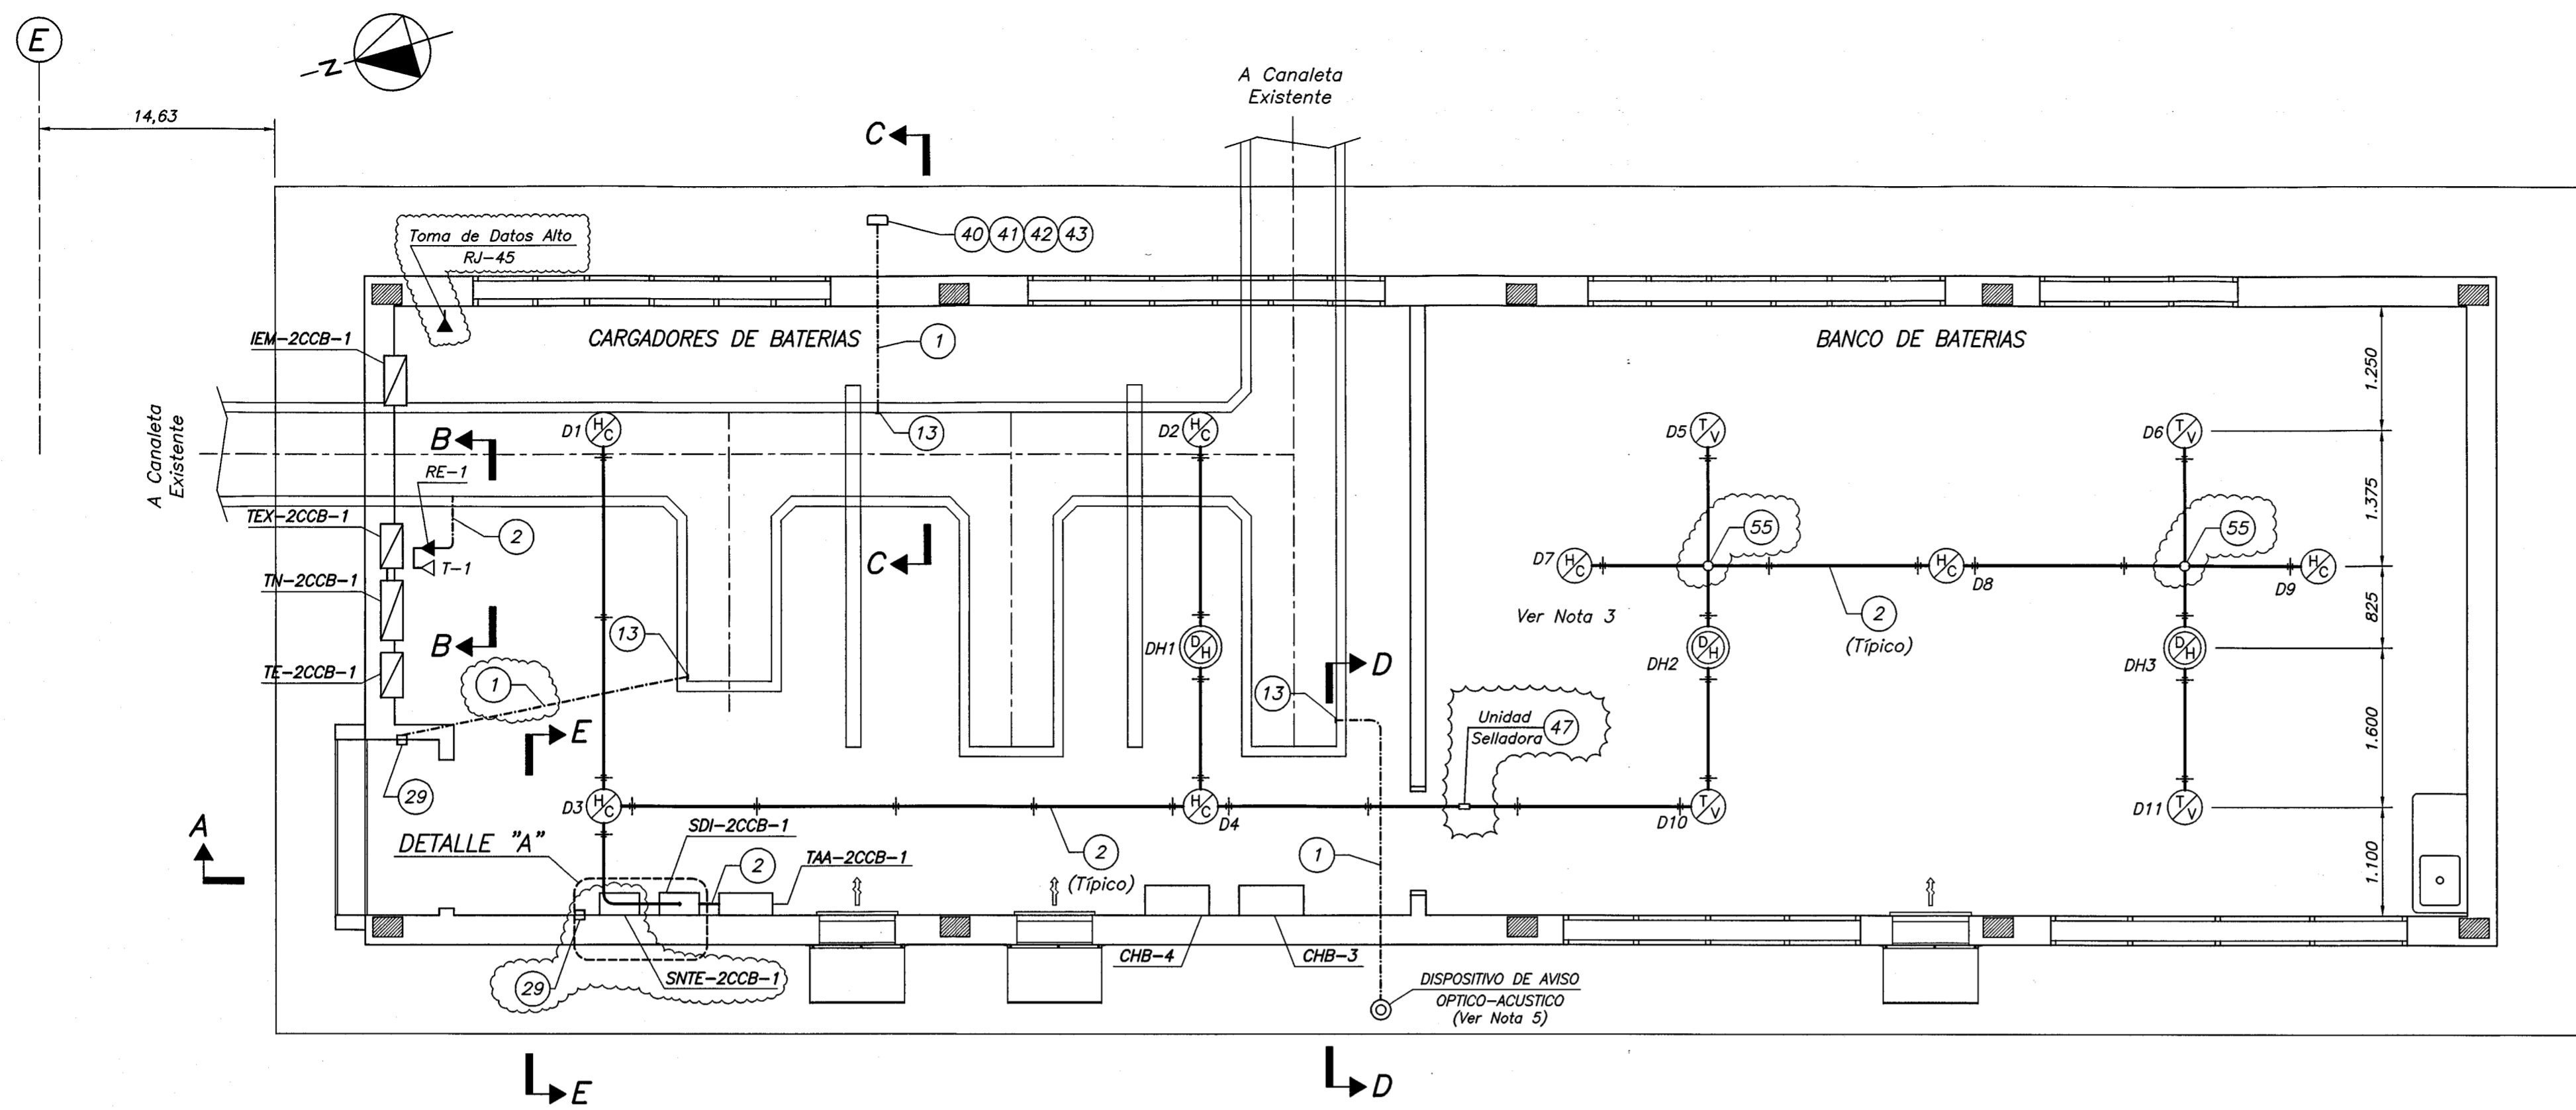 E
N
14,63
A Canaleta
Existente
C
Toma de Datos Alto
RJ-45
40 41 42 43
IEM-2CCB-1
CARGADORES DE BATERIAS
1
BANCO DE BATERIAS
1.250
A Canaleta
Existente
B
D1 H/C
13
D2 H/C
D5 T/V
D6 T/V
RE-1
TEX-2CCB-1
2
T-1
C
55
55
1.375
D7 H/C
D8 H/C
D9 H/C
TN-2CCB-1
Ver Nota 3
2
(Típico)
825
B
13
DH1 D/H
DH2 D/H
DH3 D/H
TE-2CCB-1
1
D
13
E
Unidad
Selladora 47
1.600
29
D3 H/C
D4 H/C
D10 T/V
D11 T/V
A
DETALLE "A"
SDI-2CCB-1
2
TAA-2CCB-1
2
(Típico)
1
1.100
29
SNTE-2CCB-1
CHB-4
CHB-3
DISPOSITIVO DE AVISO
OPTICO-ACUSTICO
(Ver Nota 5)
E
D